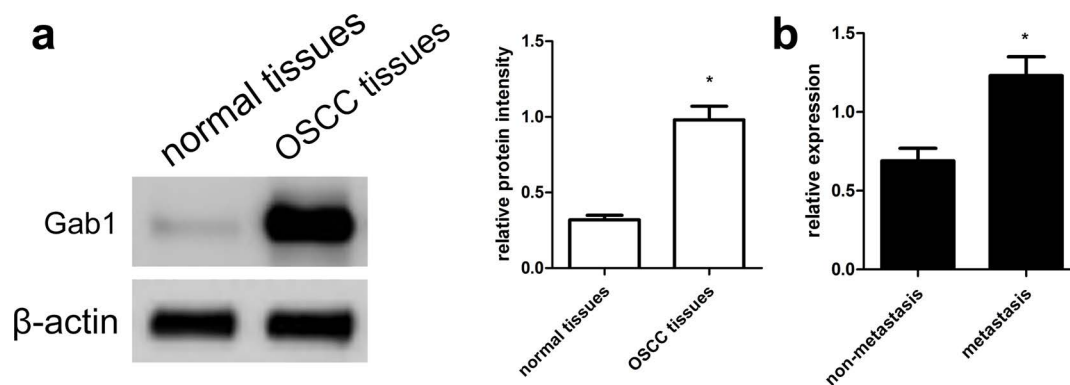 a
normal tissues
OSCC tissues
Gab1
β-actin
relative protein intensity
1.5
1.0
0.5
0.0
*
normal tissues
OSCC tissues
b
relative expression
1.5
1.0
0.5
0.0
*
non-metastasis
metastasis